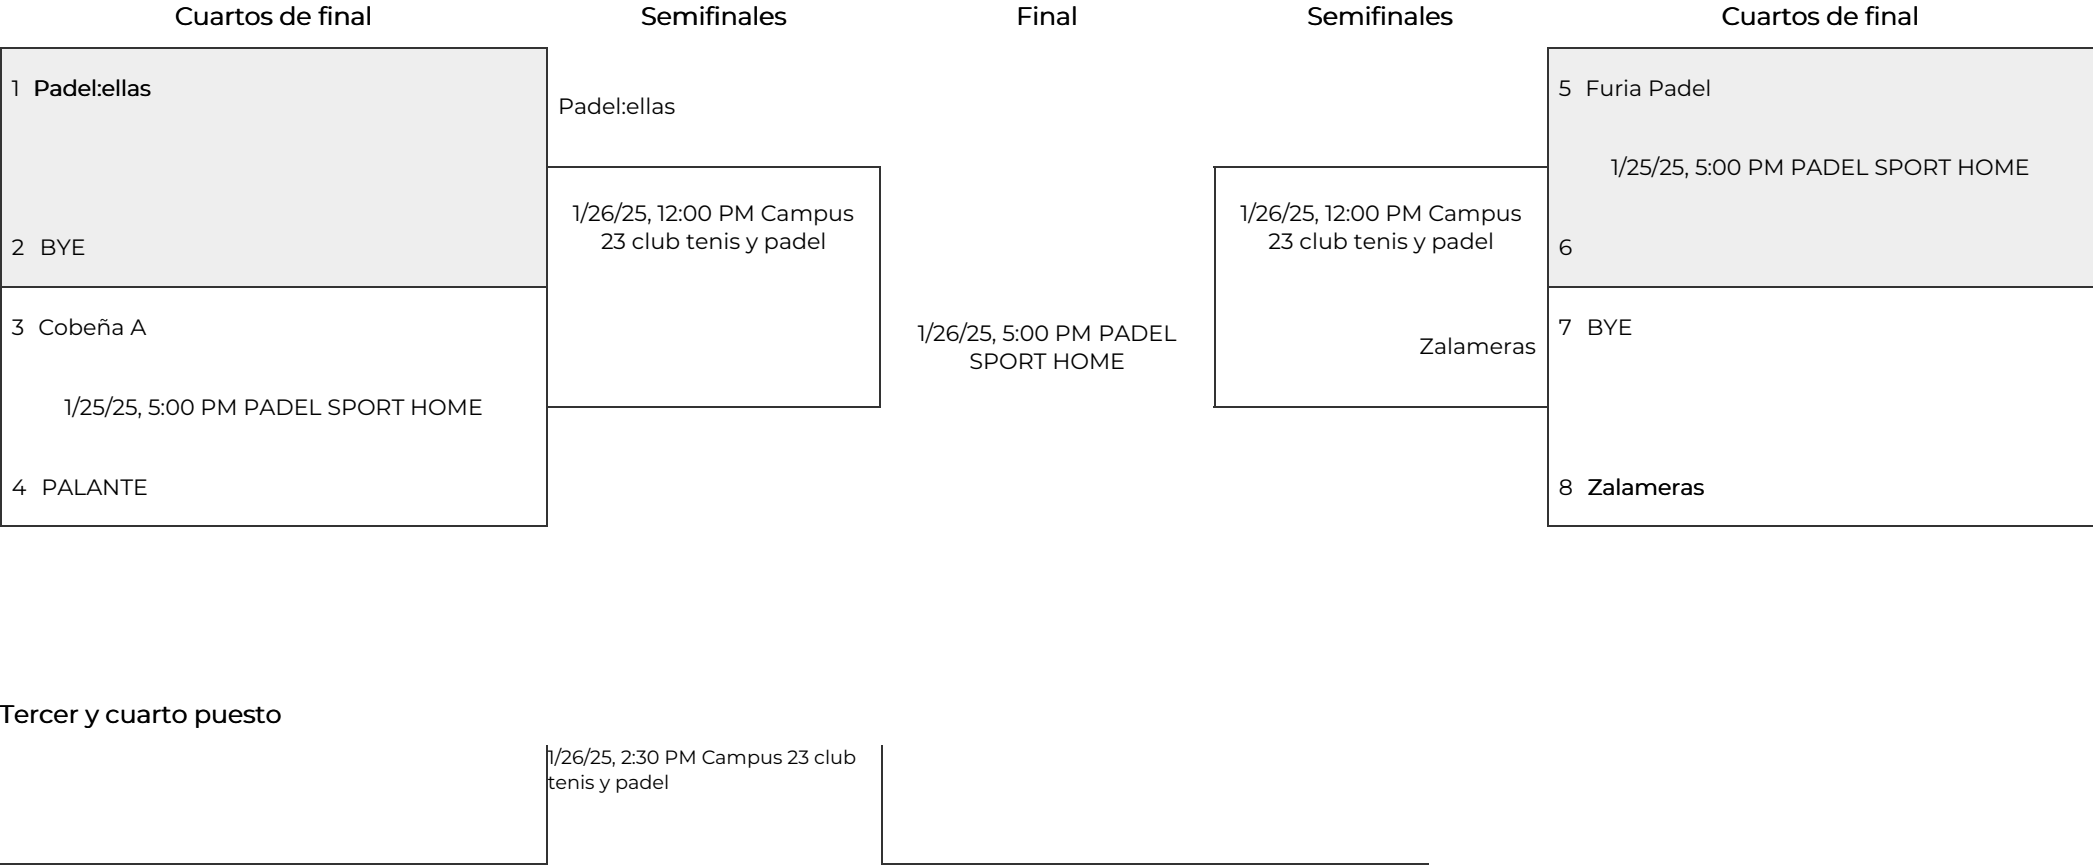 Cuartos de final
Semifinales
Final
Semifinales
Cuartos de final
1 Padel:ellas
2 BYE
3 Cobeña A
1/25/25, 5:00 PM PADEL SPORT HOME
4 PALANTE
Padel:ellas
1/26/25, 12:00 PM Campus
23 club tenis y padel
1/26/25, 5:00 PM PADEL
SPORT HOME
1/26/25, 12:00 PM Campus
23 club tenis y padel
Zalameras
5 Furia Padel
1/25/25, 5:00 PM PADEL SPORT HOME
6
7 BYE
8 Zalameras
Tercer y cuarto puesto
1/26/25, 2:30 PM Campus 23 club
tenis y padel